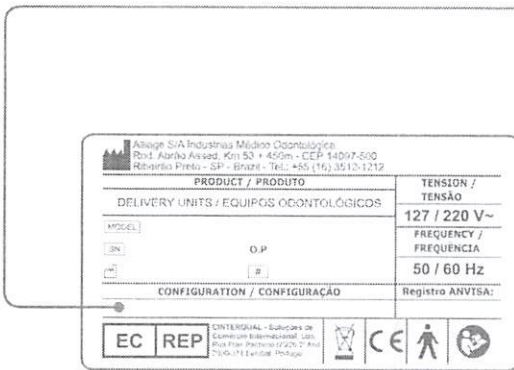 Alliage S/A Industrias Médico Odontológica
Rod. Abrão Assed, Km 53 + 450m - CEP 14097-500
Ribeirão Preto - SP - Brazil - Tel.: +55 (16) 3512-1212
PRODUCT / PRODUTO
DELIVERY UNITS / EQUIPOS ODONTOLÓGICOS
MODEL
SN
O.P
#
CONFIGURATION / CONFIGURAÇÃO
TENSION /
TENSÃO
127 / 220 V~
FREQUENCY /
FREQUÊNCIA
50 / 60 Hz
Registro ANVISA:
EC REP
CINTERQUAL - Soluções de
Comércio Internacional, Lda.
Portugal
CE